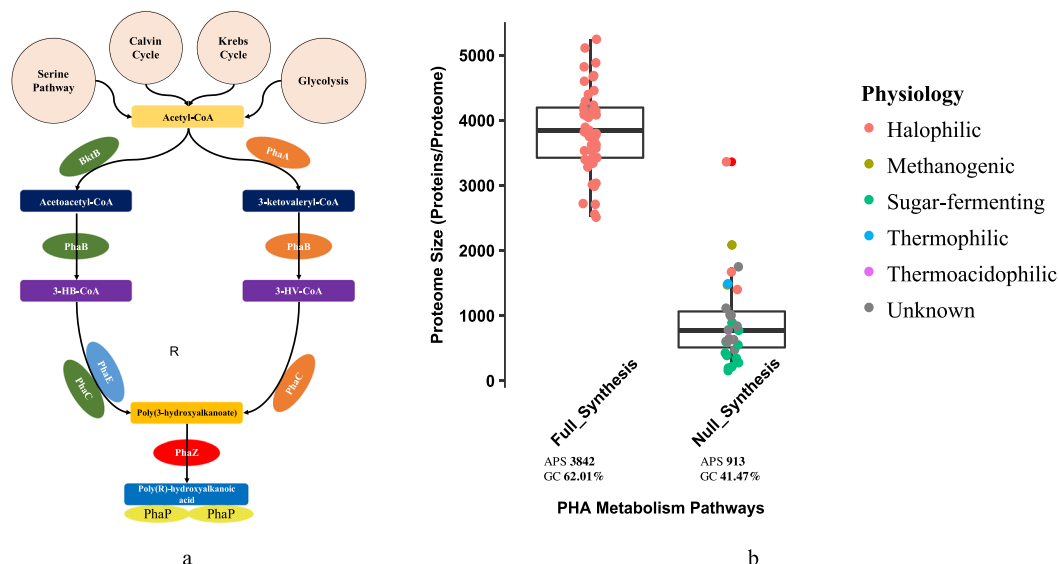 Calvin
Cycle
Krebs
Cycle
Serine
Pathway
Glycolysis
Acetyl-CoA
BktB
PhaA
Acetoacetyl-CoA
3-ketovaleryl-CoA
PhaB
PhaB
3-HB-CoA
3-HV-CoA
R
PhaE
PhaC
PhaC
Poly(3-hydroxyalkanoate)
PhaZ
Poly(R)-hydroxyalkanoic
acid
PhaP
PhaP
a
Proteome Size (Proteins/Proteome)
5000
4000
3000
2000
1000
0
Full_Synthesis
Null_Synthesis
APS 3842
GC 62.01%
APS 913
GC 41.47%
PHA Metabolism Pathways
b
Physiology
Halophilic
Methanogenic
Sugar-fermenting
Thermophilic
Thermoacidophilic
Unknown